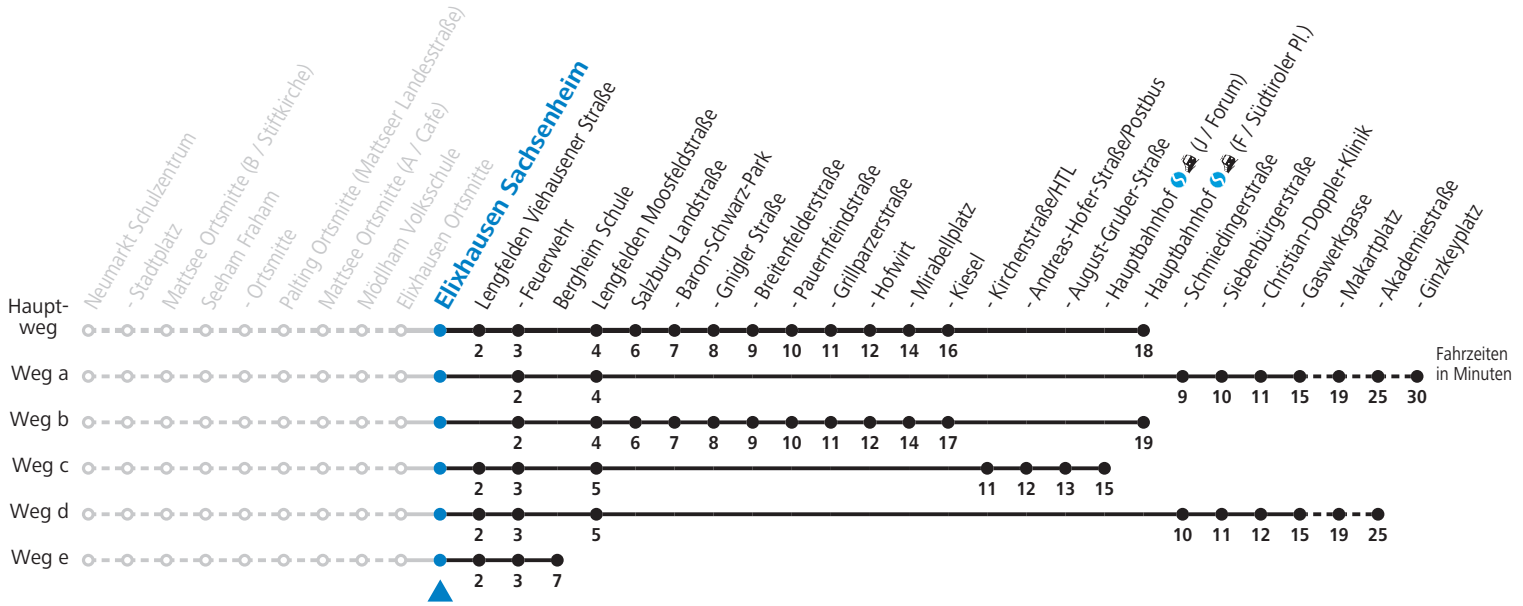 Neumarkt Schulzentrum
- Stadtplatz
Mattsee Ortsmitte (B / Stiftkirche)
Seeham Fraham
- Ortsmitte
Palting Ortsmitte (Mattseer Landesstraße)
Mattsee Ortsmitte (A / Cafe)
Mödlham Volksschule
Elixhausen Ortsmitte
Elixhausen Sachsenheim
Lengfelden Viehausener Straße
- Feuerwehr
Bergheim Schule
Lengfelden Moosfeldstraße
Salzburg Landstraße
- Baron-Schwarz-Park
- Gnigler Straße
- Breitenfelderstraße
- Pauernfeindstraße
- Grillparzerstraße
- Hofwirt
- Mirabellplatz
- Kiesel
- Kirchenstraße/HTL
- Andreas-Hofer-Straße/Postbus
- August-Gruber-Straße
- Hauptbahnhof (J / Forum)
Hauptbahnhof (F / Südtiroler Pl.)
- Schmiedingerstraße
- Siebenbürgerstraße
- Christian-Doppler-Klinik
- Gaswerkgasse
- Makartplatz
- Akademiestraße
- Ginzkeyplatz
Haupt-
weg
2 3 4 6 7 8 9 10 11 12 14 16 18
Fahrzeiten
in Minuten
Weg a
2 4 9 10 11 15 19 25 30
Weg b
2 4 6 7 8 9 10 11 12 14 17 19
Weg c
2 3 5 11 12 13 15
Weg d
2 3 5 10 11 12 15 19 25
Weg e
2 3 7